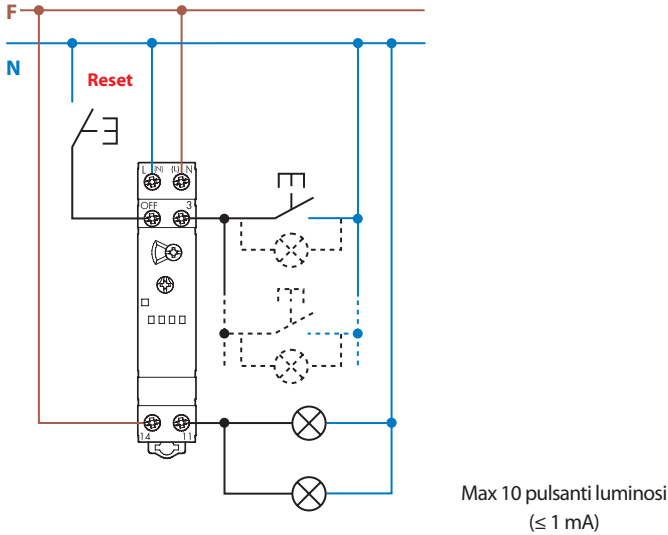 F
N
Reset
L (N) (L) N
OFF 3
14 11
Max 10 pulsanti luminosi
(≤ 1 mA)